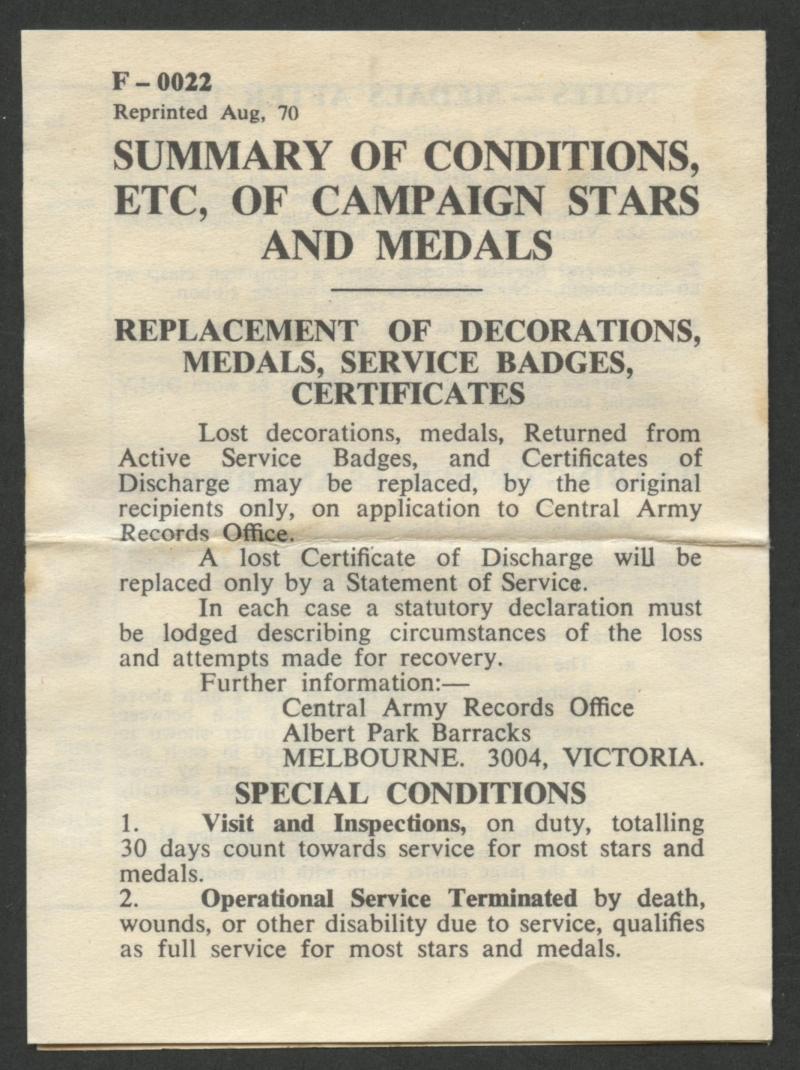 F – 0022
Reprinted Aug, 70
SUMMARY OF CONDITIONS,
ETC, OF CAMPAIGN STARS
AND MEDALS
REPLACEMENT OF DECORATIONS,
MEDALS, SERVICE BADGES,
CERTIFICATES
Lost decorations, medals, Returned from
Active Service Badges, and Certificates of
Discharge may be replaced, by the original
recipients only, on application to Central Army
Records Office.
A lost Certificate of Discharge will be
replaced only by a Statement of Service.
In each case a statutory declaration must
be lodged describing circumstances of the loss
and attempts made for recovery.
Further information:—
Central Army Records Office
Albert Park Barracks
MELBOURNE. 3004, VICTORIA.
SPECIAL CONDITIONS
1. Visit and Inspections, on duty, totalling
30 days count towards service for most stars and
medals.
2. Operational Service Terminated by death,
wounds, or other disability due to service, qualifies
as full service for most stars and medals.